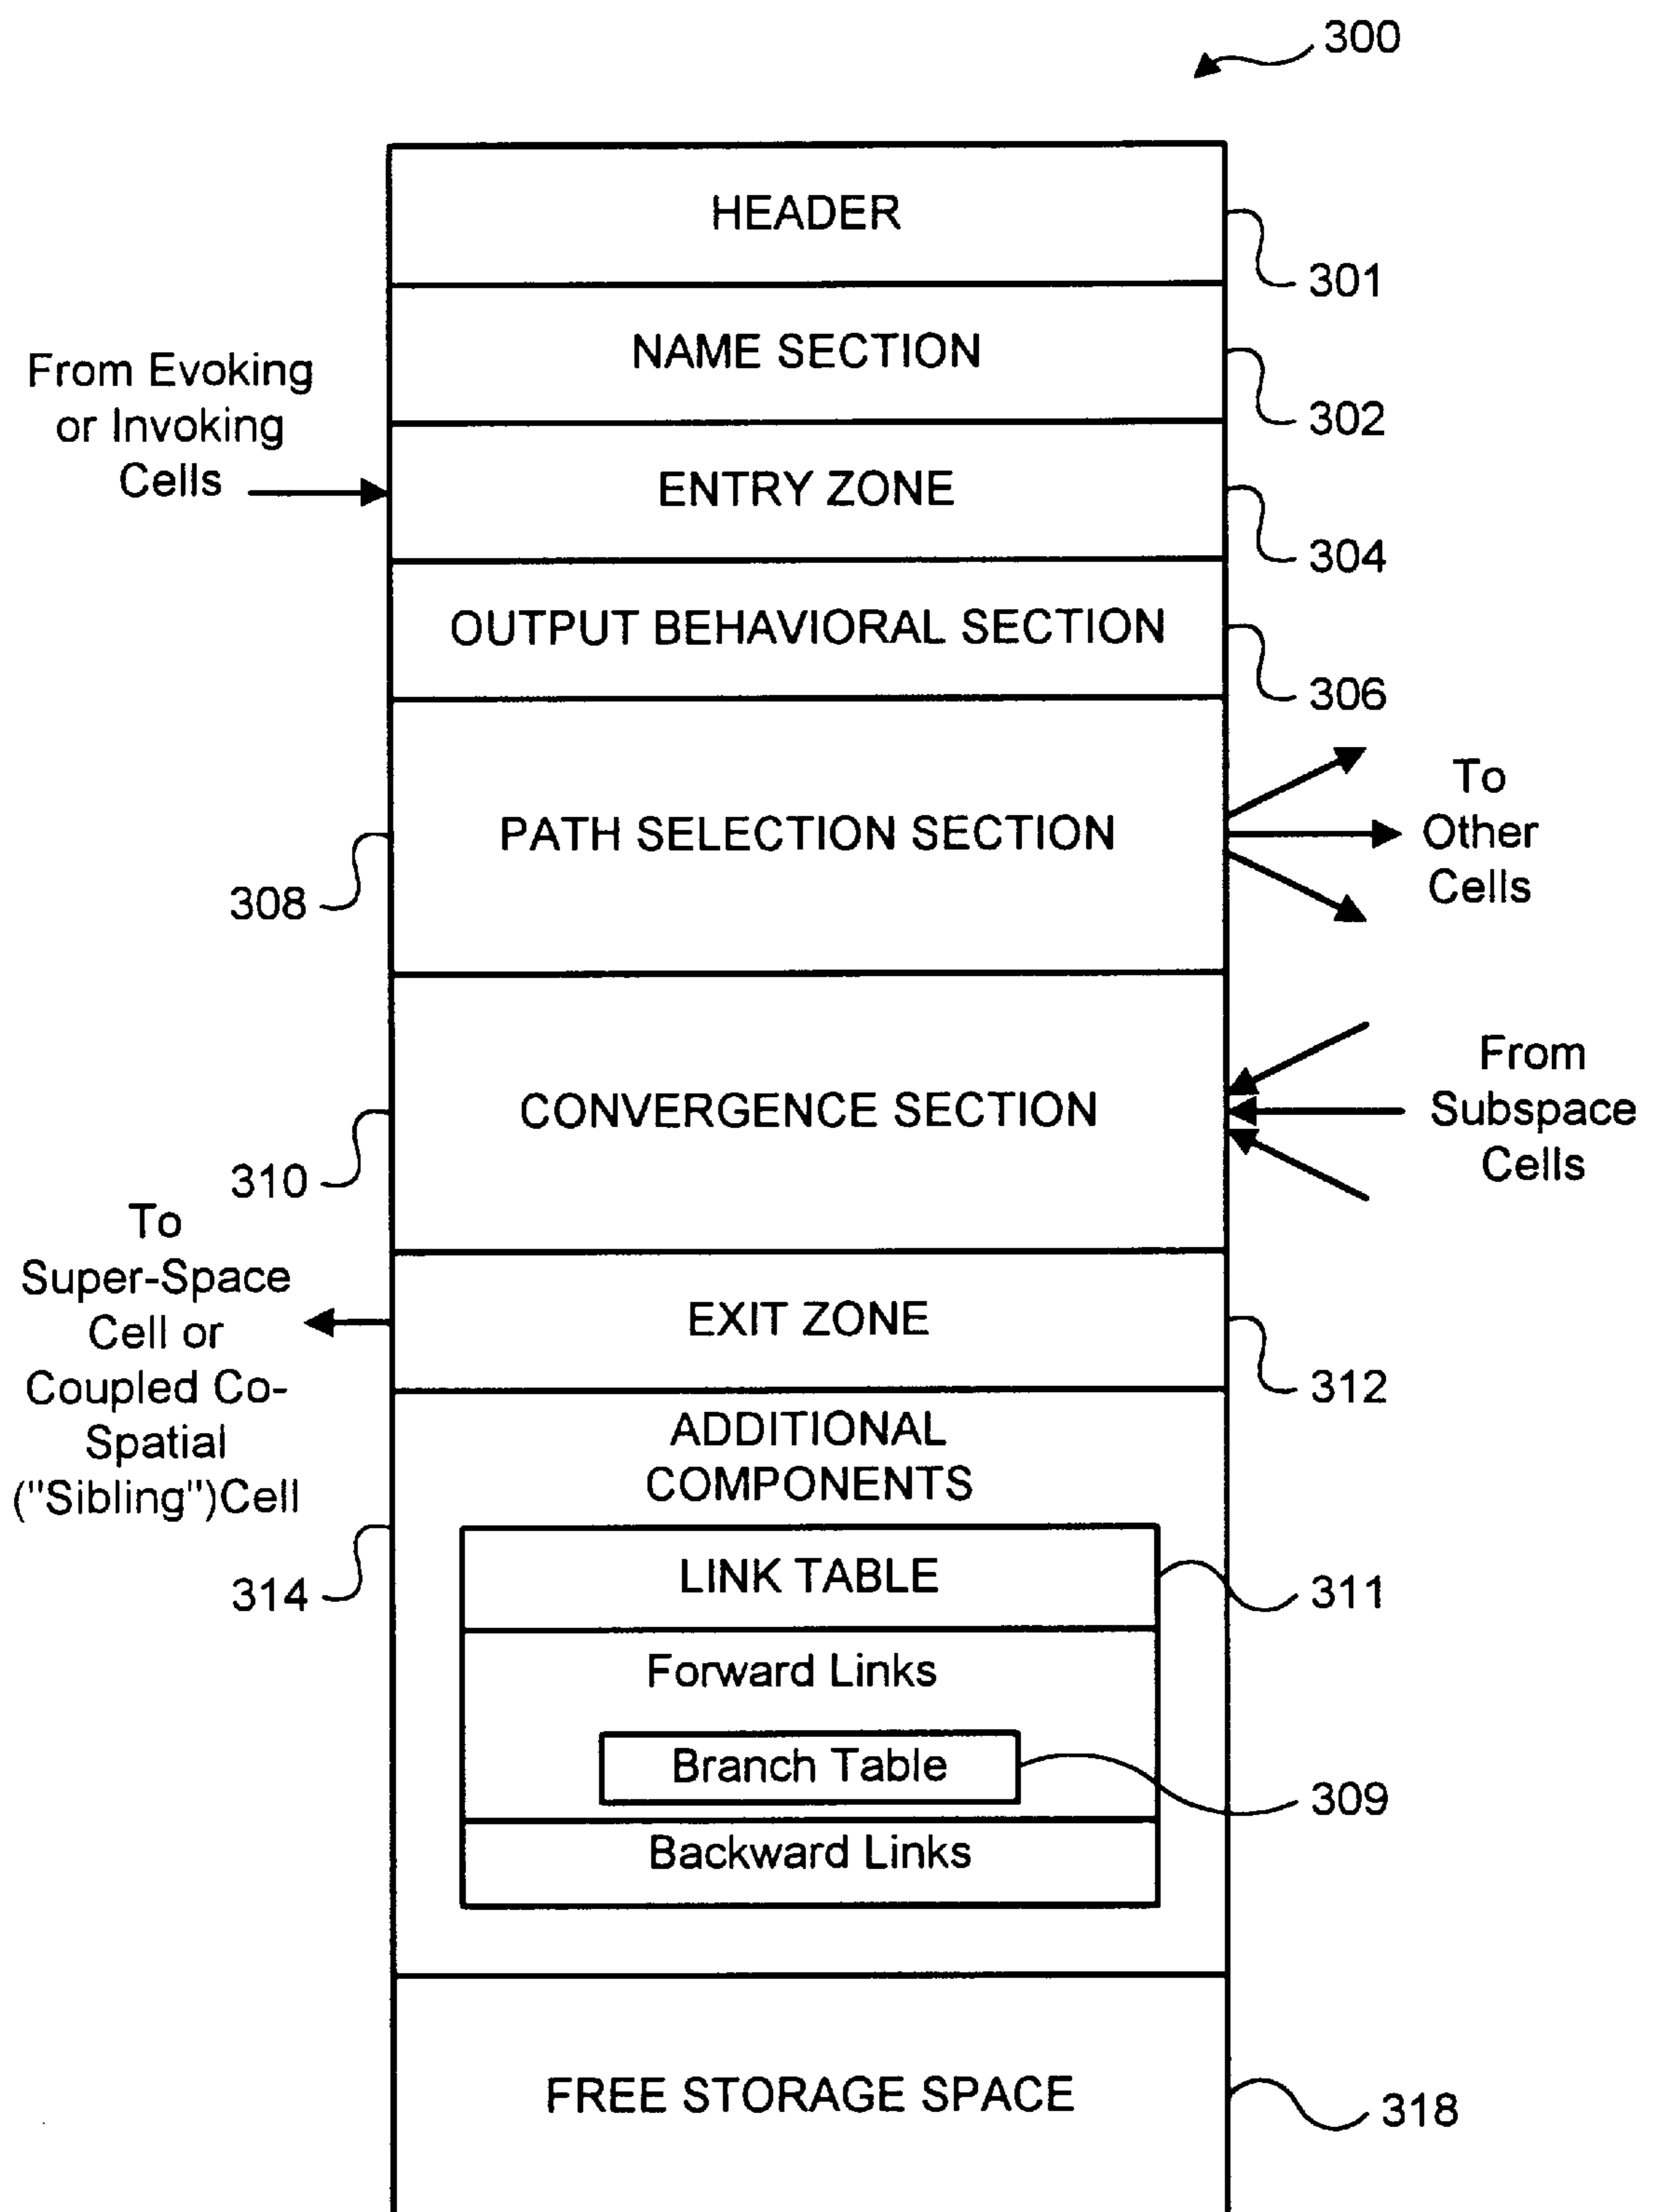 300
HEADER
301
NAME SECTION
302
From Evoking
or Invoking
Cells
ENTRY ZONE
304
OUTPUT BEHAVIORAL SECTION
306
PATH SELECTION SECTION
308
To
Other
Cells
CONVERGENCE SECTION
310
From
Subspace
Cells
To
Super-Space
Cell or
Coupled Co-
Spatial
("Sibling")Cell
EXIT ZONE
312
ADDITIONAL
COMPONENTS
314
LINK TABLE
311
Forward Links
Branch Table
309
Backward Links
FREE STORAGE SPACE
318